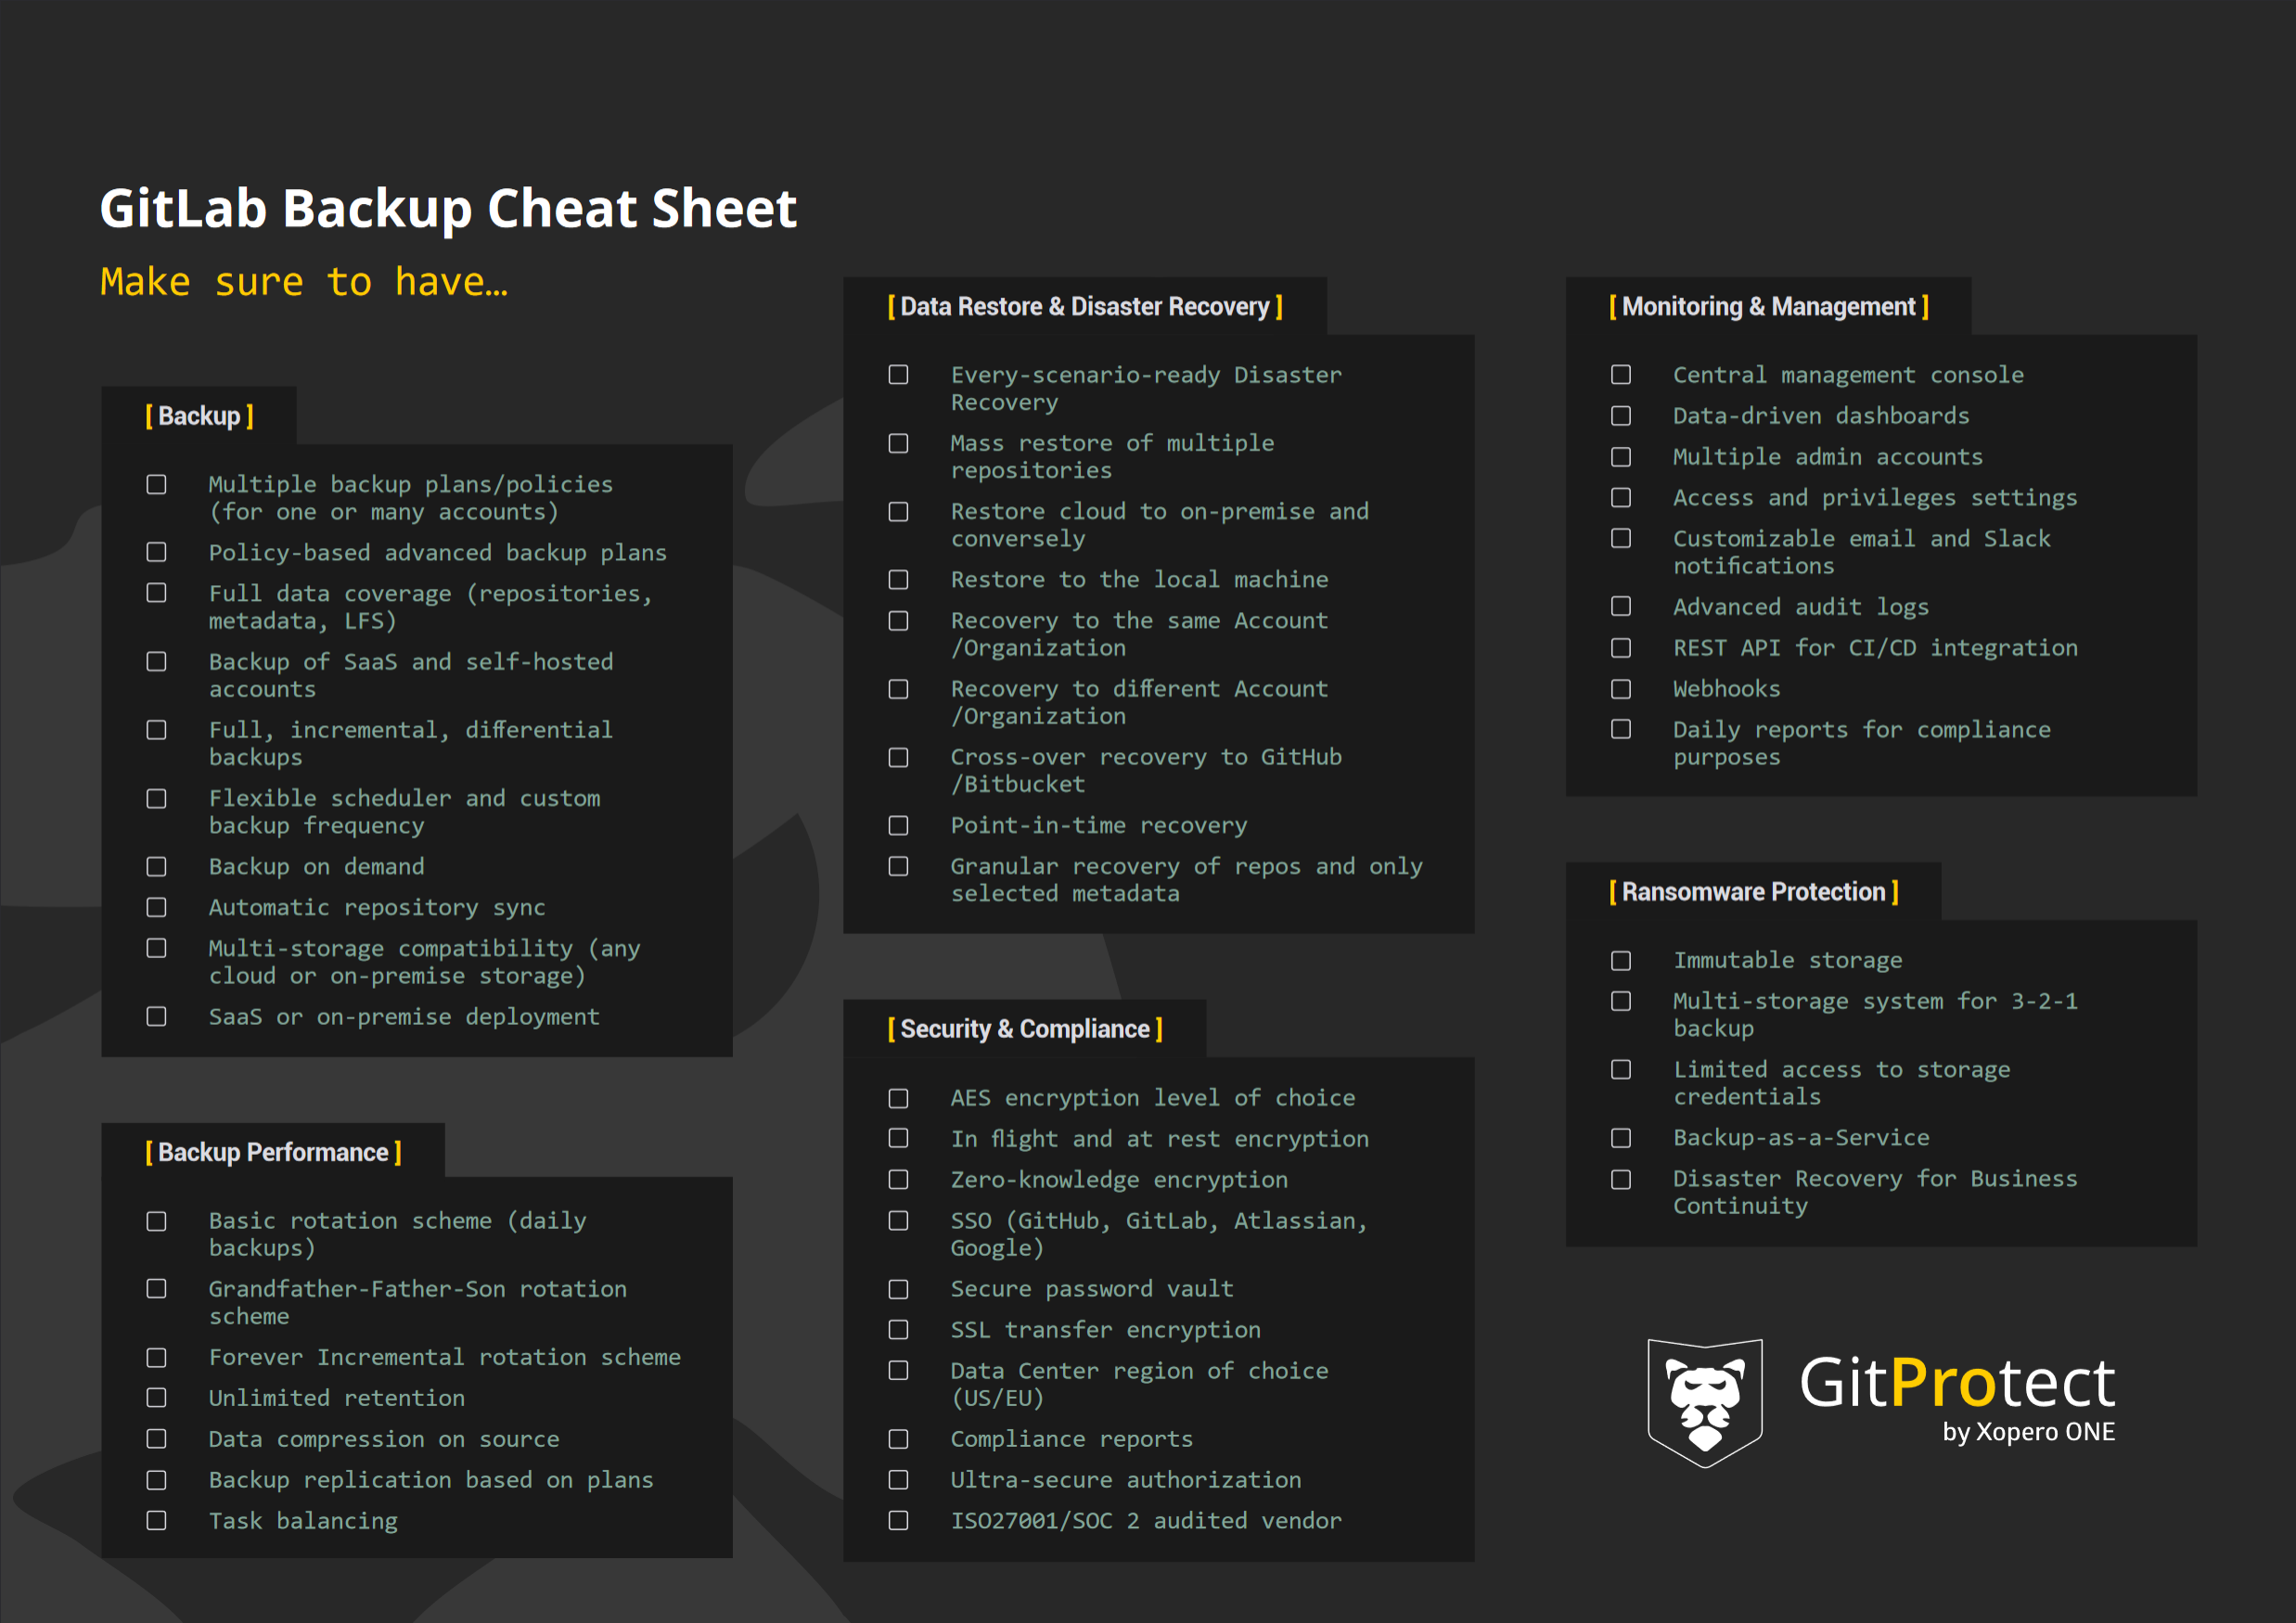 GitLab Backup Cheat Sheet
Make sure to have…
[ Backup ]
Multiple backup plans/policies
(for one or many accounts)
Policy-based advanced backup plans
Full data coverage (repositories,
metadata, LFS)
Backup of SaaS and self-hosted
accounts
Full, incremental, differential
backups
Flexible scheduler and custom
backup frequency
Backup on demand
Automatic repository sync
Multi-storage compatibility (any
cloud or on-premise storage)
SaaS or on-premise deployment
[ Backup Performance ]
Basic rotation scheme (daily
backups)
Grandfather-Father-Son rotation
scheme
Forever Incremental rotation scheme
Unlimited retention
Data compression on source
Backup replication based on plans
Task balancing
[ Data Restore & Disaster Recovery ]
Every-scenario-ready Disaster
Recovery
Mass restore of multiple
repositories
Restore cloud to on-premise and
conversely
Restore to the local machine
Recovery to the same Account
/Organization
Recovery to different Account
/Organization
Cross-over recovery to GitHub
/Bitbucket
Point-in-time recovery
Granular recovery of repos and only
selected metadata
[ Security & Compliance ]
AES encryption level of choice
In flight and at rest encryption
Zero-knowledge encryption
SSO (GitHub, GitLab, Atlassian,
Google)
Secure password vault
SSL transfer encryption
Data Center region of choice
(US/EU)
Compliance reports
Ultra-secure authorization
ISO27001/SOC 2 audited vendor
[ Monitoring & Management ]
Central management console
Data-driven dashboards
Multiple admin accounts
Access and privileges settings
Customizable email and Slack
notifications
Advanced audit logs
REST API for CI/CD integration
Webhooks
Daily reports for compliance
purposes
[ Ransomware Protection ]
Immutable storage
Multi-storage system for 3-2-1
backup
Limited access to storage
credentials
Backup-as-a-Service
Disaster Recovery for Business
Continuity
GitProtect
by Xopero ONE